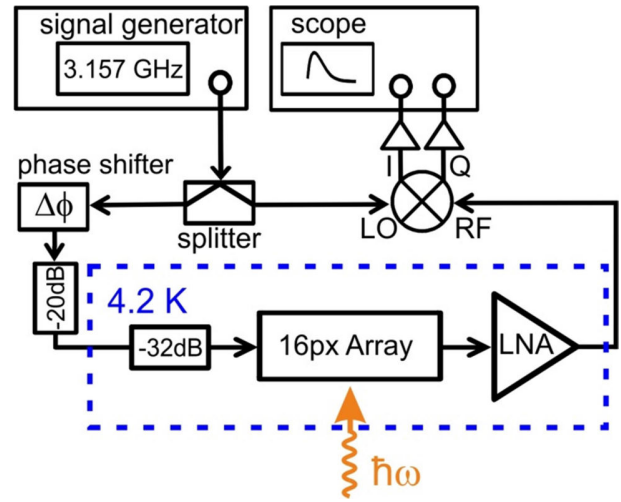 signal generator
3.157 GHz
scope
I
Q
phase shifter
Δϕ
splitter
LO
RF
-20dB
4.2 K
-32dB
16px Array
LNA
ħω